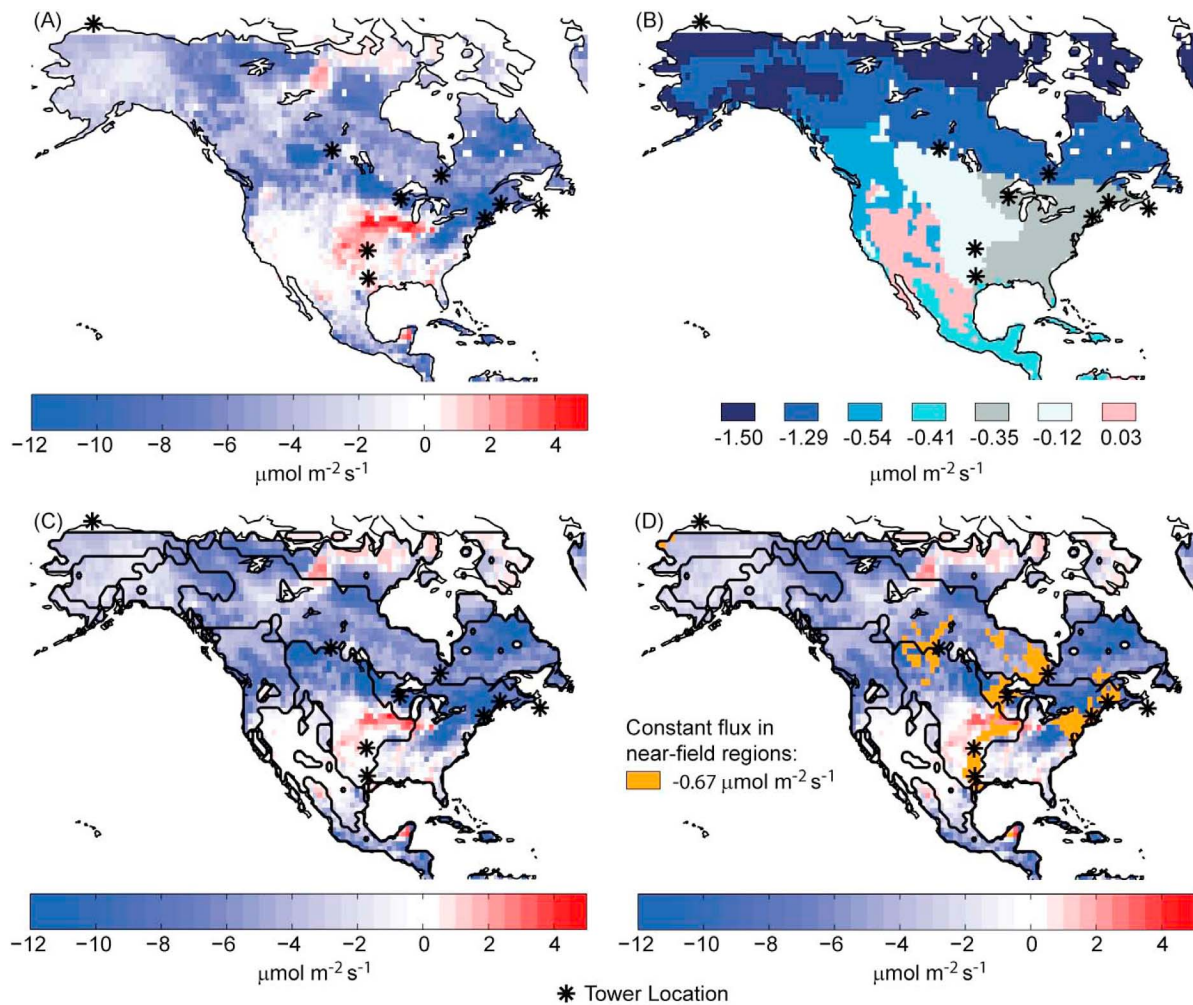 (A)
(B)
−12 −10 −8 −6 −4 −2 0 2 4
μmol m⁻² s⁻¹
-1.50 -1.29 -0.54 -0.41 -0.35 -0.12 0.03
μmol m⁻² s⁻¹
(C)
(D)
Constant flux in
near-field regions:
-0.67 μmol m⁻² s⁻¹
−12 −10 −8 −6 −4 −2 0 2 4
μmol m⁻² s⁻¹
−12 −10 −8 −6 −4 −2 0 2 4
μmol m⁻² s⁻¹
Tower Location